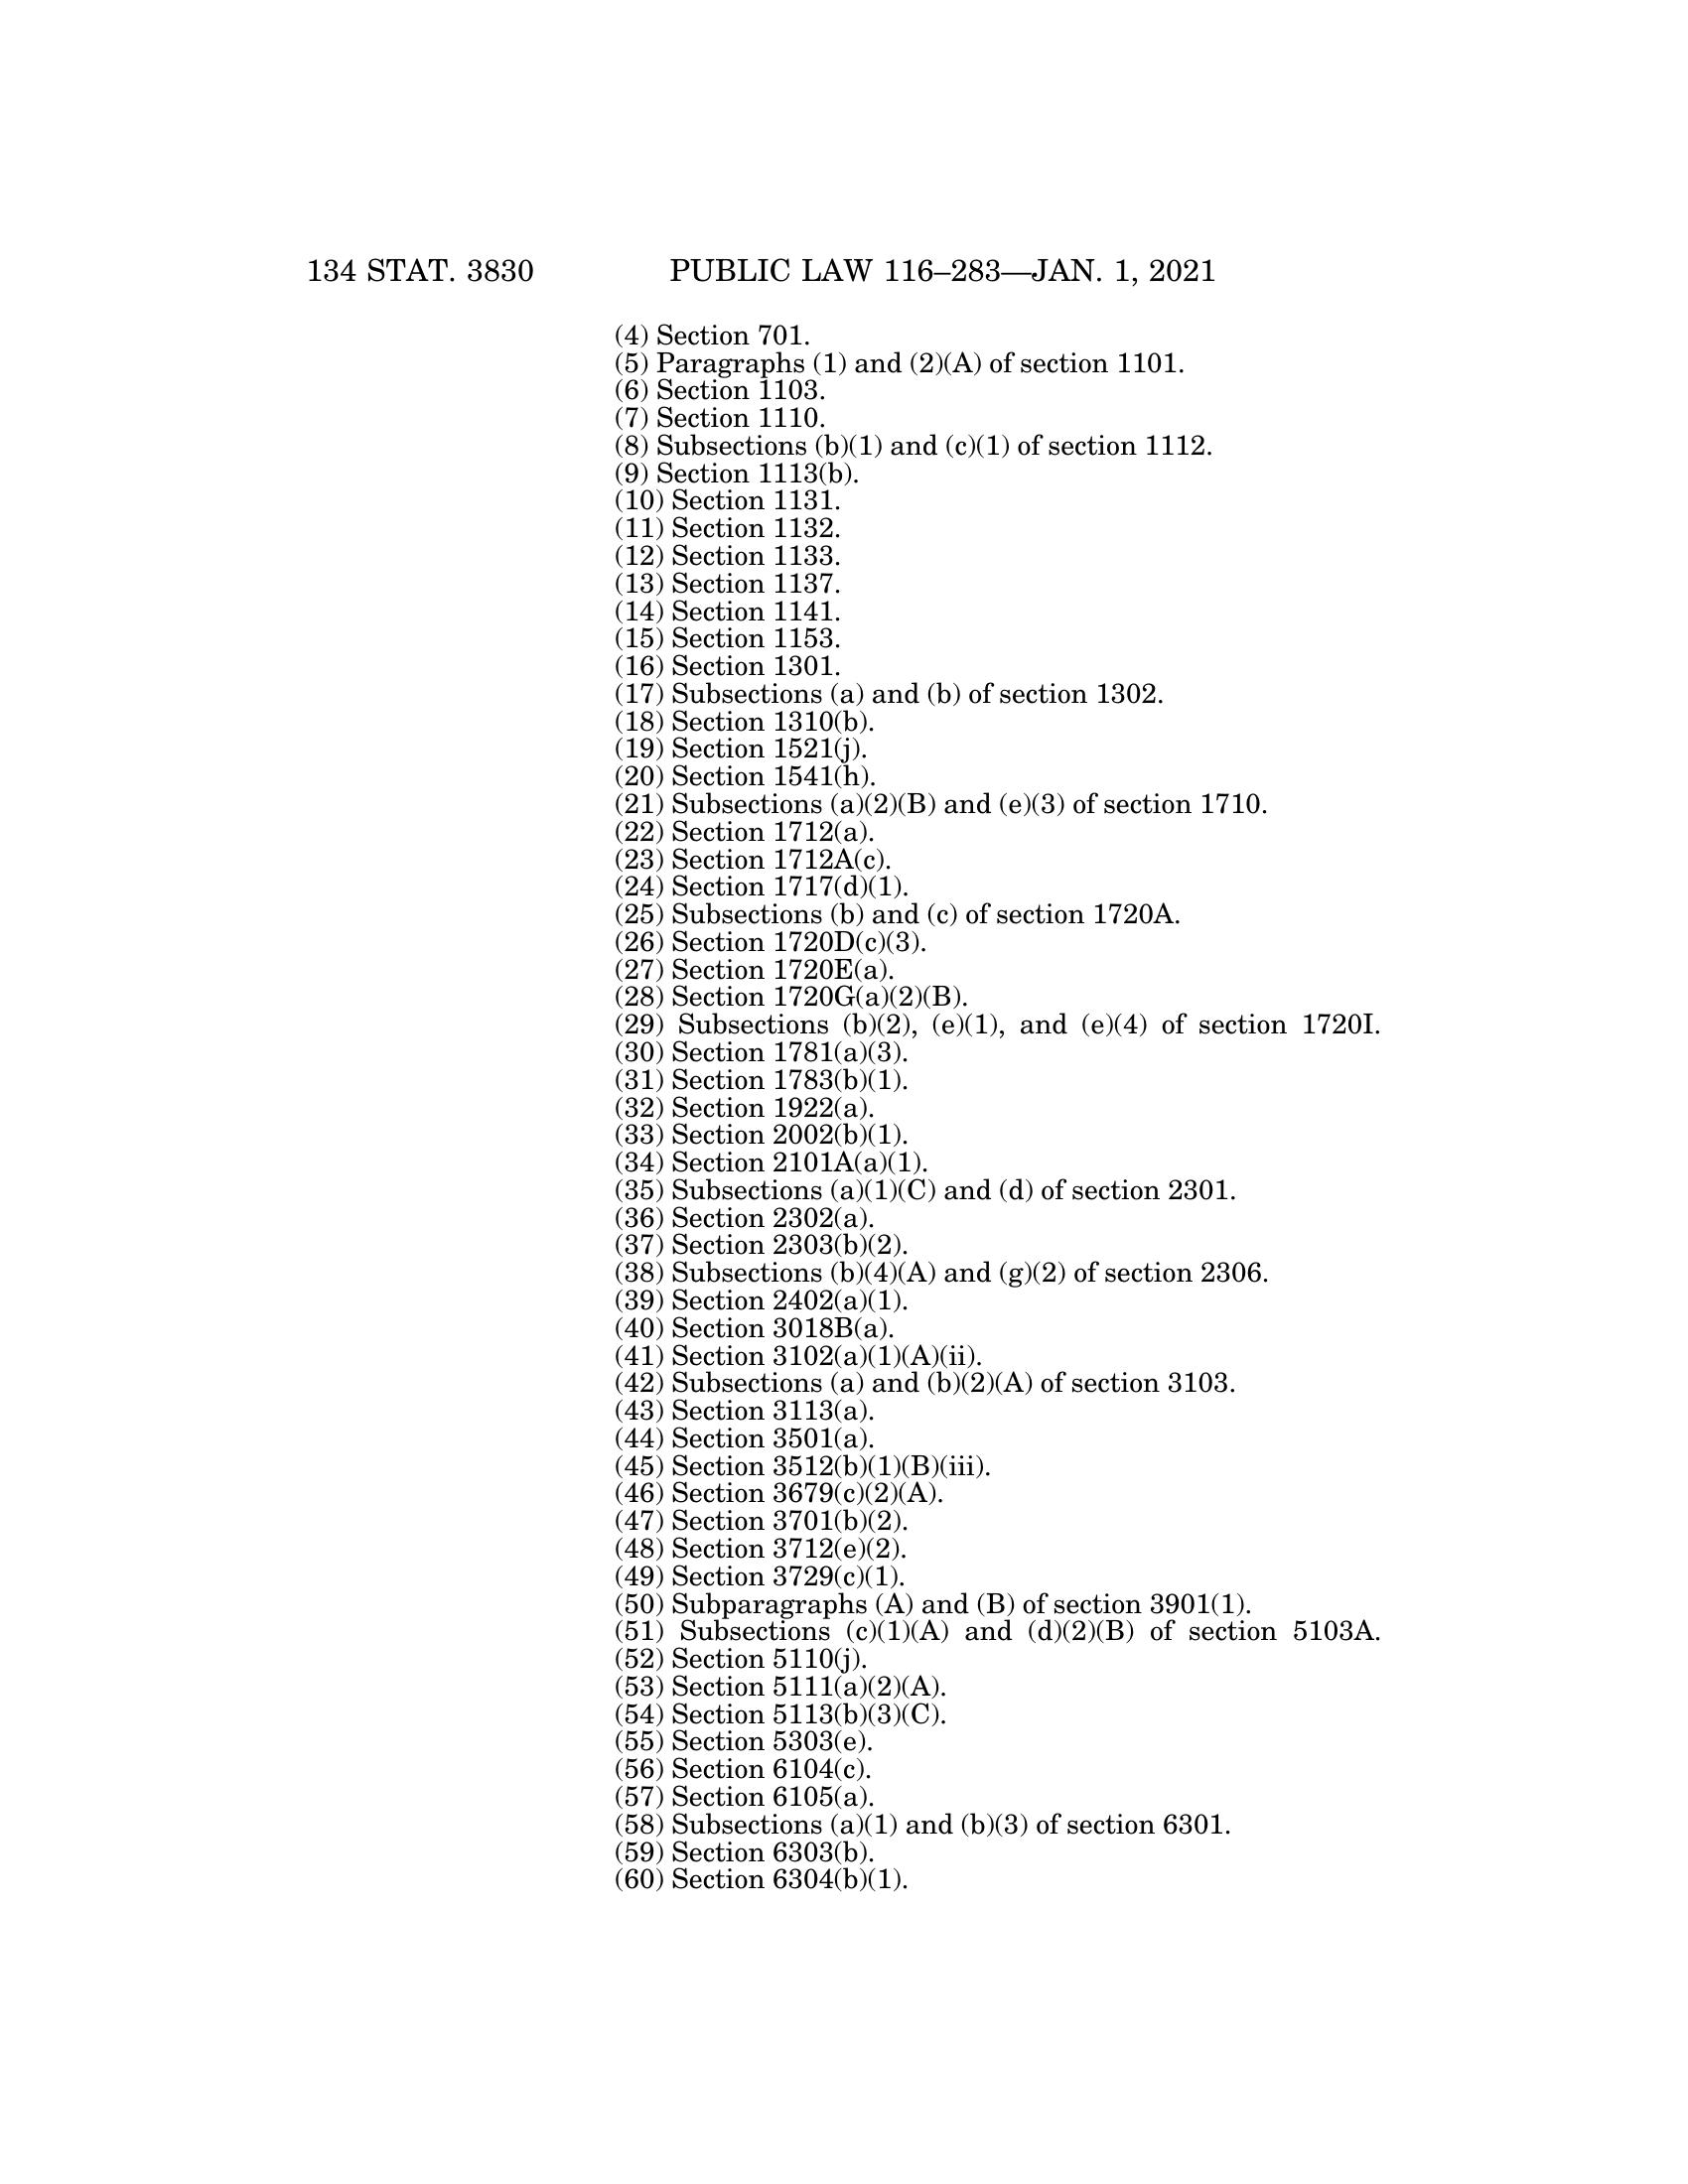 134 STAT. 3830 PUBLIC LAW 116–283—JAN. 1, 2021
(4) Section 701.
(5) Paragraphs (1) and (2)(A) of section 1101.
(6) Section 1103.
(7) Section 1110.
(8) Subsections (b)(1) and (c)(1) of section 1112.
(9) Section 1113(b).
(10) Section 1131.
(11) Section 1132.
(12) Section 1133.
(13) Section 1137.
(14) Section 1141.
(15) Section 1153.
(16) Section 1301.
(17) Subsections (a) and (b) of section 1302.
(18) Section 1310(b).
(19) Section 1521(j).
(20) Section 1541(h).
(21) Subsections (a)(2)(B) and (e)(3) of section 1710.
(22) Section 1712(a).
(23) Section 1712A(c).
(24) Section 1717(d)(1).
(25) Subsections (b) and (c) of section 1720A.
(26) Section 1720D(c)(3).
(27) Section 1720E(a).
(28) Section 1720G(a)(2)(B).
(29) Subsections (b)(2), (e)(1), and (e)(4) of section 1720I.
(30) Section 1781(a)(3).
(31) Section 1783(b)(1).
(32) Section 1922(a).
(33) Section 2002(b)(1).
(34) Section 2101A(a)(1).
(35) Subsections (a)(1)(C) and (d) of section 2301.
(36) Section 2302(a).
(37) Section 2303(b)(2).
(38) Subsections (b)(4)(A) and (g)(2) of section 2306.
(39) Section 2402(a)(1).
(40) Section 3018B(a).
(41) Section 3102(a)(1)(A)(ii).
(42) Subsections (a) and (b)(2)(A) of section 3103.
(43) Section 3113(a).
(44) Section 3501(a).
(45) Section 3512(b)(1)(B)(iii).
(46) Section 3679(c)(2)(A).
(47) Section 3701(b)(2).
(48) Section 3712(e)(2).
(49) Section 3729(c)(1).
(50) Subparagraphs (A) and (B) of section 3901(1).
(51) Subsections (c)(1)(A) and (d)(2)(B) of section 5103A.
(52) Section 5110(j).
(53) Section 5111(a)(2)(A).
(54) Section 5113(b)(3)(C).
(55) Section 5303(e).
(56) Section 6104(c).
(57) Section 6105(a).
(58) Subsections (a)(1) and (b)(3) of section 6301.
(59) Section 6303(b).
(60) Section 6304(b)(1).